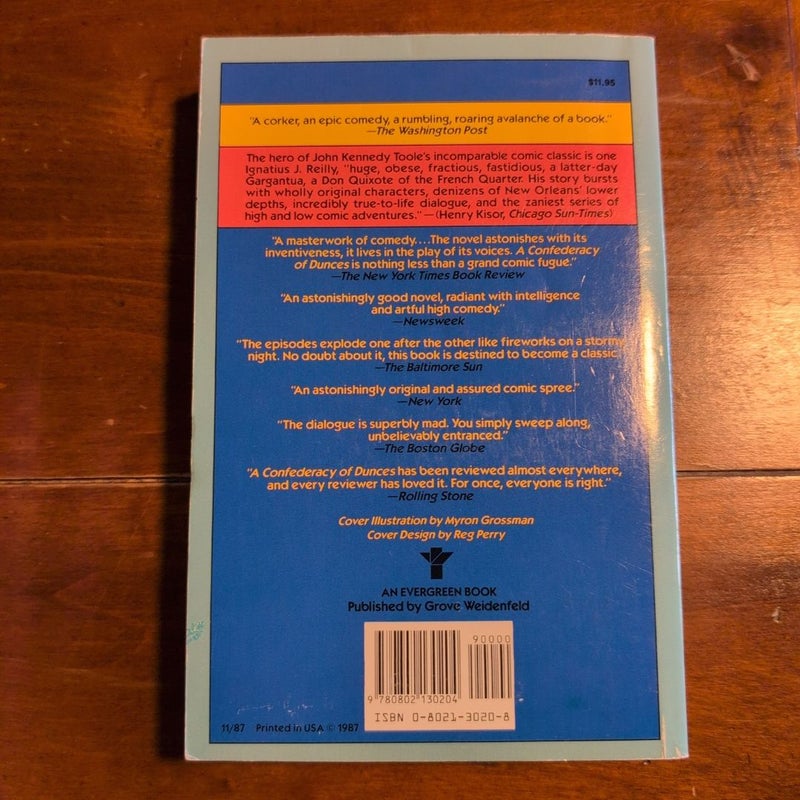 $11.95
"A corker, an epic comedy, a rumbling, roaring avalanche of a book."
—The Washington Post
The hero of John Kennedy Toole's incomparable comic classic is one
Ignatius J. Reilly, "huge, obese, fractious, fastidious, a latter-day
Gargantua, a Don Quixote of the French Quarter. His story bursts
with wholly original characters, denizens of New Orleans' lower
depths, incredibly true-to-life dialogue, and the zaniest series of
high and low comic adventures."—(Henry Kisor, Chicago Sun-Times)
"A masterwork of comedy....The novel astonishes with its
inventiveness, it lives in the play of its voices. A Confederacy
of Dunces is nothing less than a grand comic fugue."
—The New York Times Book Review
"An astonishingly good novel, radiant with intelligence
and artful high comedy."
—Newsweek
"The episodes explode one after the other like fireworks on a stormy
night. No doubt about it, this book is destined to become a classic."
—The Baltimore Sun
"An astonishingly original and assured comic spree."
—New York
"The dialogue is superbly mad. You simply sweep along,
unbelievably entranced."
—The Boston Globe
"A Confederacy of Dunces has been reviewed almost everywhere,
and every reviewer has loved it. For once, everyone is right."
—Rolling Stone
Cover Illustration by Myron Grossman
Cover Design by Reg Perry
AN EVERGREEN BOOK
Published by Grove Weidenfeld
90000
9 780802 130204
ISBN 0-8021-3020-8
11/87 Printed in USA © 1987